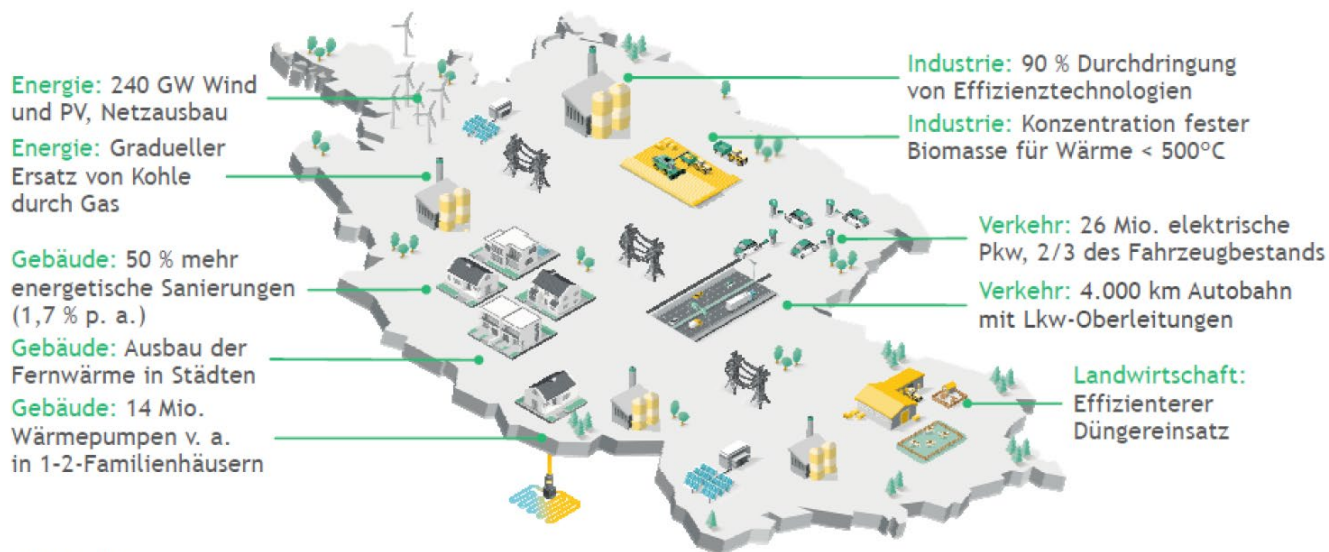 Energie: 240 GW Wind
und PV, Netzausbau
Energie: Gradueller
Ersatz von Kohle
durch Gas
Gebäude: 50 % mehr
energetische Sanierungen
(1,7 % p. a.)
Gebäude: Ausbau der
Fernwärme in Städten
Gebäude: 14 Mio.
Wärmepumpen v. a.
in 1-2-Familienhäusern
Industrie: 90 % Durchdringung
von Effizienztechnologien
Industrie: Konzentration fester
Biomasse für Wärme < 500°C
Verkehr: 26 Mio. elektrische
Pkw, 2/3 des Fahrzeugbestands
Verkehr: 4.000 km Autobahn
mit Lkw-Oberleitungen
Landwirtschaft:
Effizienterer
Düngereinsatz